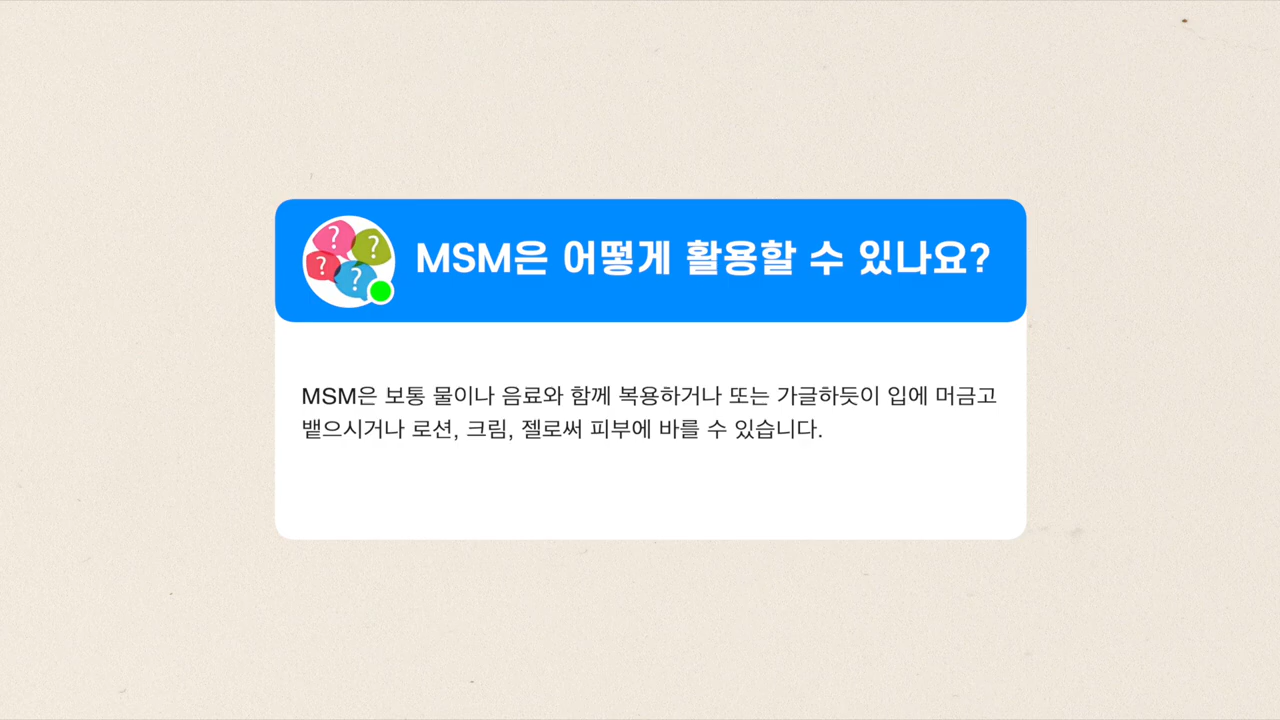 MSM은 어떻게 활용할 수 있나요?
MSM은 보통 물이나 음료와 함께 복용하거나 또는 가글하듯이 입에 머금고
뱉으시거나 로션, 크림, 젤로써 피부에 바를 수 있습니다.
? ? ? ?